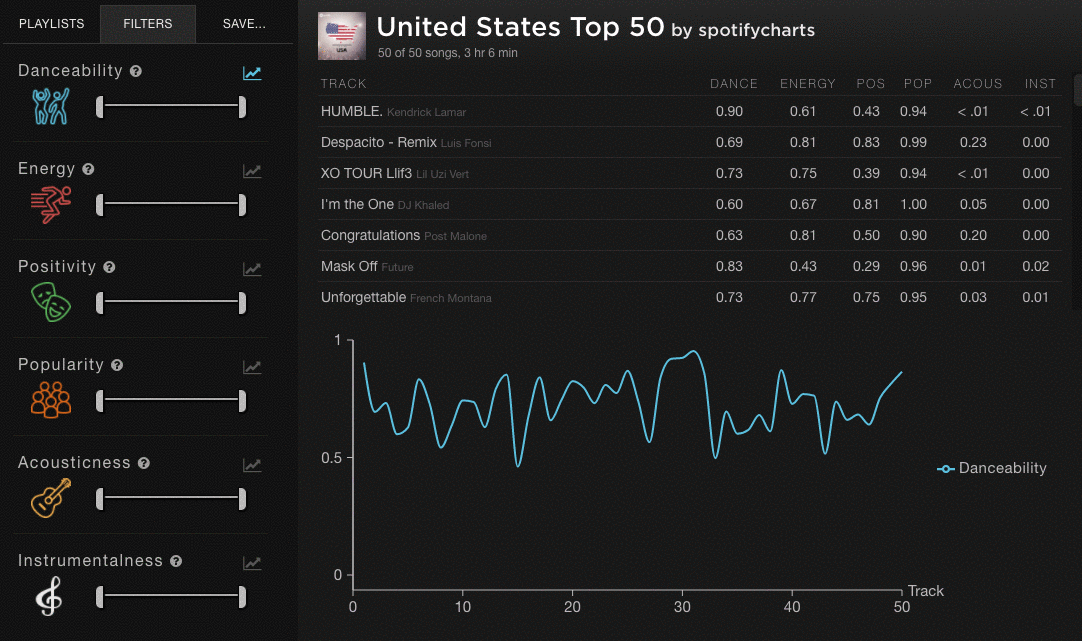 PLAYLISTS FILTERS SAVE...
Danceability
Energy
Positivity
Popularity
Acousticness
Instrumentalness
USA
United States Top 50 by spotifycharts
50 of 50 songs, 3 hr 6 min
TRACK DANCE ENERGY POS POP ACOUS INST
HUMBLE. Kendrick Lamar 0.90 0.61 0.43 0.94 < .01 < .01
Despacito - Remix Luis Fonsi 0.69 0.81 0.83 0.99 0.23 0.00
XO TOUR Llif3 Lil Uzi Vert 0.73 0.75 0.39 0.94 < .01 0.00
I'm the One DJ Khaled 0.60 0.67 0.81 1.00 0.05 0.00
Congratulations Post Malone 0.63 0.81 0.50 0.90 0.20 0.00
Mask Off Future 0.83 0.43 0.29 0.96 0.01 0.02
Unforgettable French Montana 0.73 0.77 0.75 0.95 0.03 0.01
1
0.5
0
Danceability
Track
0 10 20 30 40 50